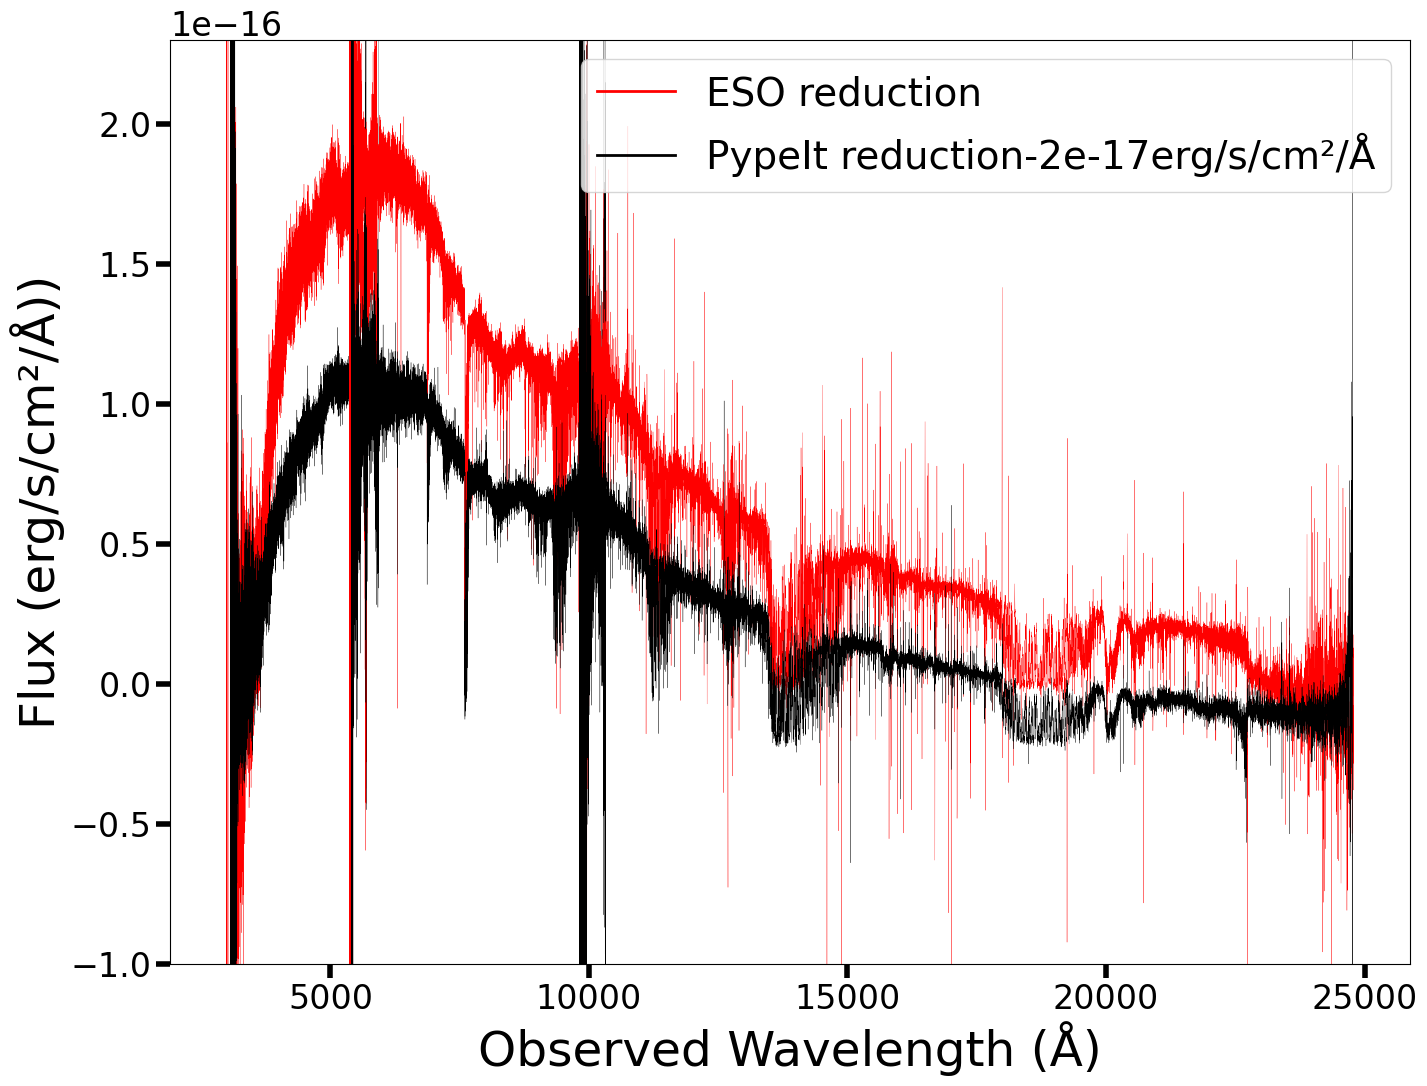 1e−16
ESO reduction
PypeIt reduction-2e-17erg/s/cm²/Å
2.0
1.5
1.0
0.5
0.0
−0.5
−1.0
Flux (erg/s/cm²/Å))
5000
10000
15000
20000
25000
Observed Wavelength (Å)